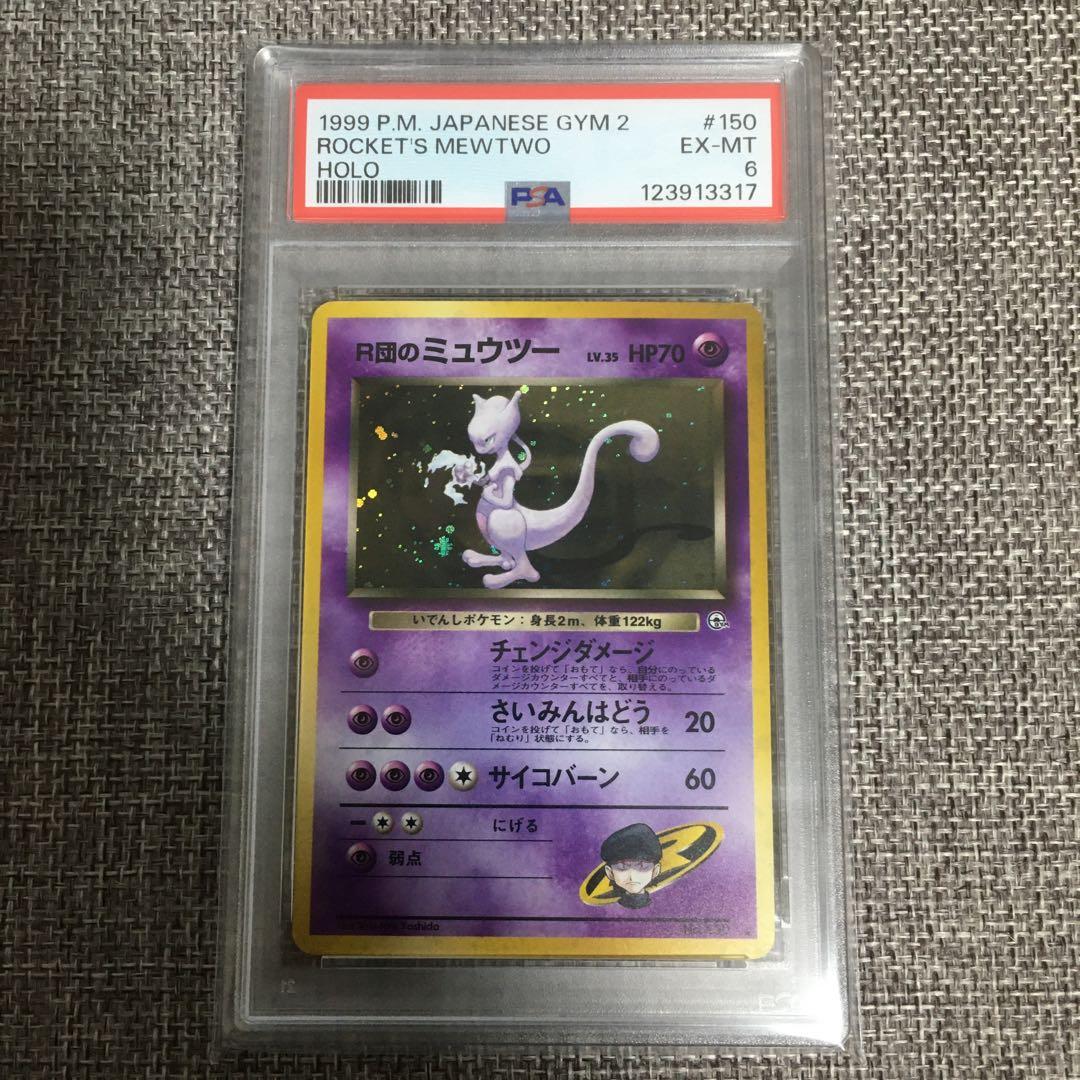 1999 P.M. JAPANESE GYM 2 #150
ROCKET'S MEWTWO EX-MT
HOLO 6
PSA 123913317
R団のミュウツー LV.35 HP70
いでんしポケモン：身長2m、体重122kg
GYM
チェンジダメージ
コインを投げて「おもて」なら、自分にのっている
ダメージカウンターすべてと、相手にのっているダ
メージカウンターすべてを、取り替える。
さいみんはどう 20
コインを投げて「おもて」なら、相手を
「ねむり」状態にする。
サイコバーン 60
にげる
弱点
Yoshida